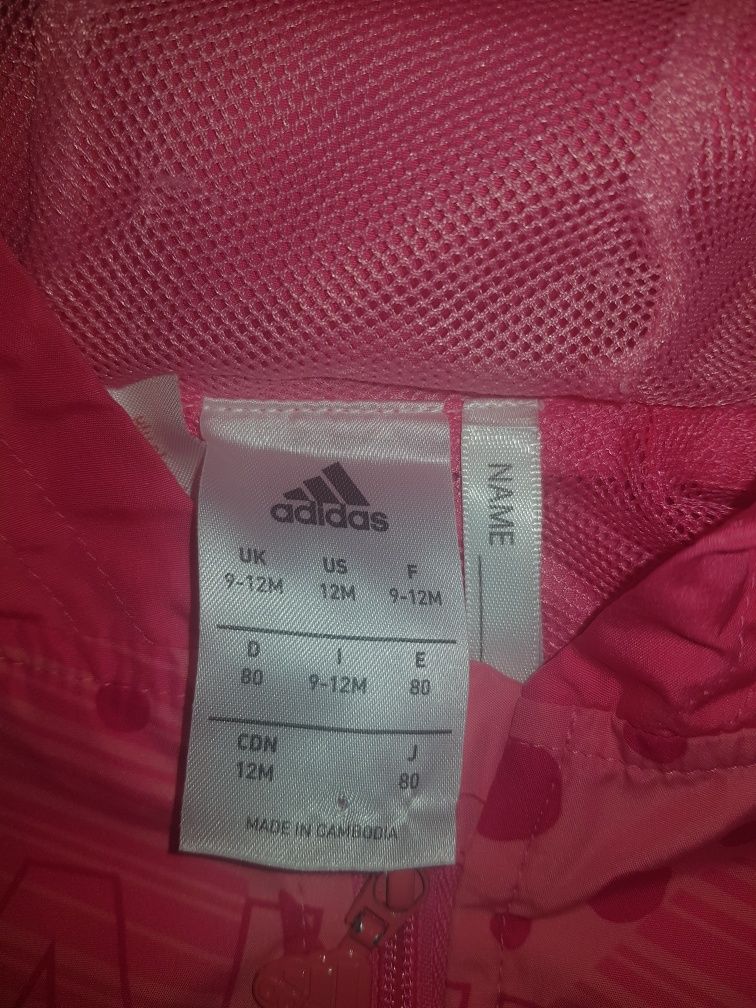 adidas
UK US F
9-12M 12M 9-12M
D I E
80 9-12M 80
CDN J
12M 80
MADE IN CAMBODIA
NAME